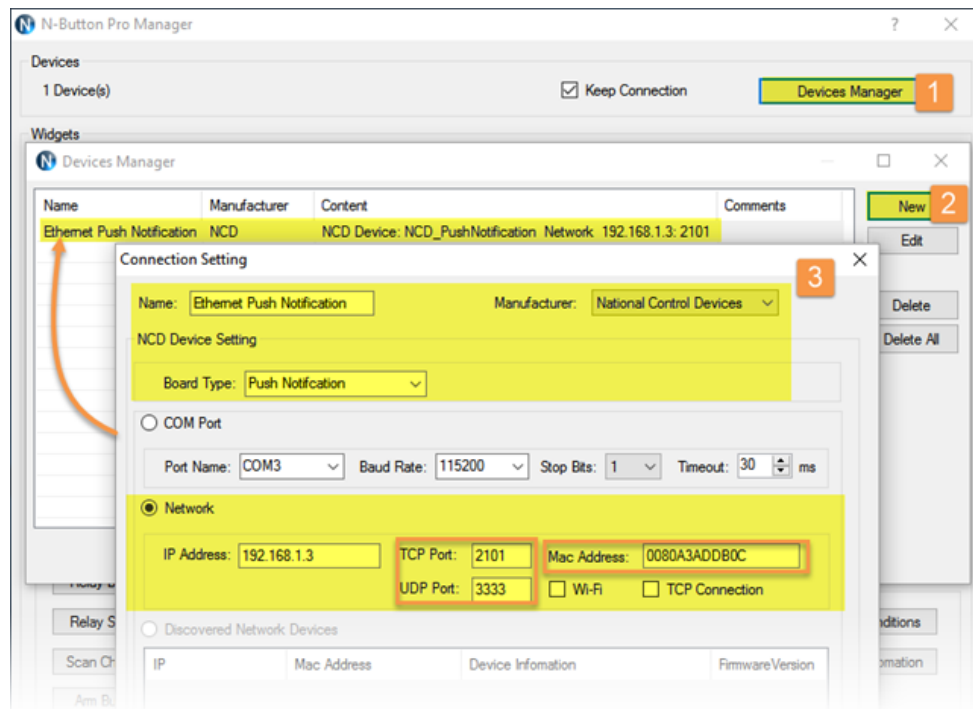 N-Button Pro Manager
Devices
1 Device(s)
Keep Connection
Devices Manager
1
Widgets
Devices Manager
Name Manufacturer Content Comments
New
2
Ethernet Push Notification NCD NCD Device: NCD_PushNotification Network 192.168.1.3: 2101
Edit
Connection Setting
3
Name: Ethernet Push Notification Manufacturer: National Control Devices
Delete
NCD Device Setting
Delete All
Board Type: Push Notifcation
COM Port
Port Name: COM3 Baud Rate: 115200 Stop Bits: 1 Timeout: 30 ms
Network
IP Address: 192.168.1.3 TCP Port: 2101 Mac Address: 0080A3ADDB0C
UDP Port: 3333 Wi-Fi TCP Connection
Relay S
Discovered Network Devices
Scan Ch
IP Mac Address Device Infomation FirmwareVersion